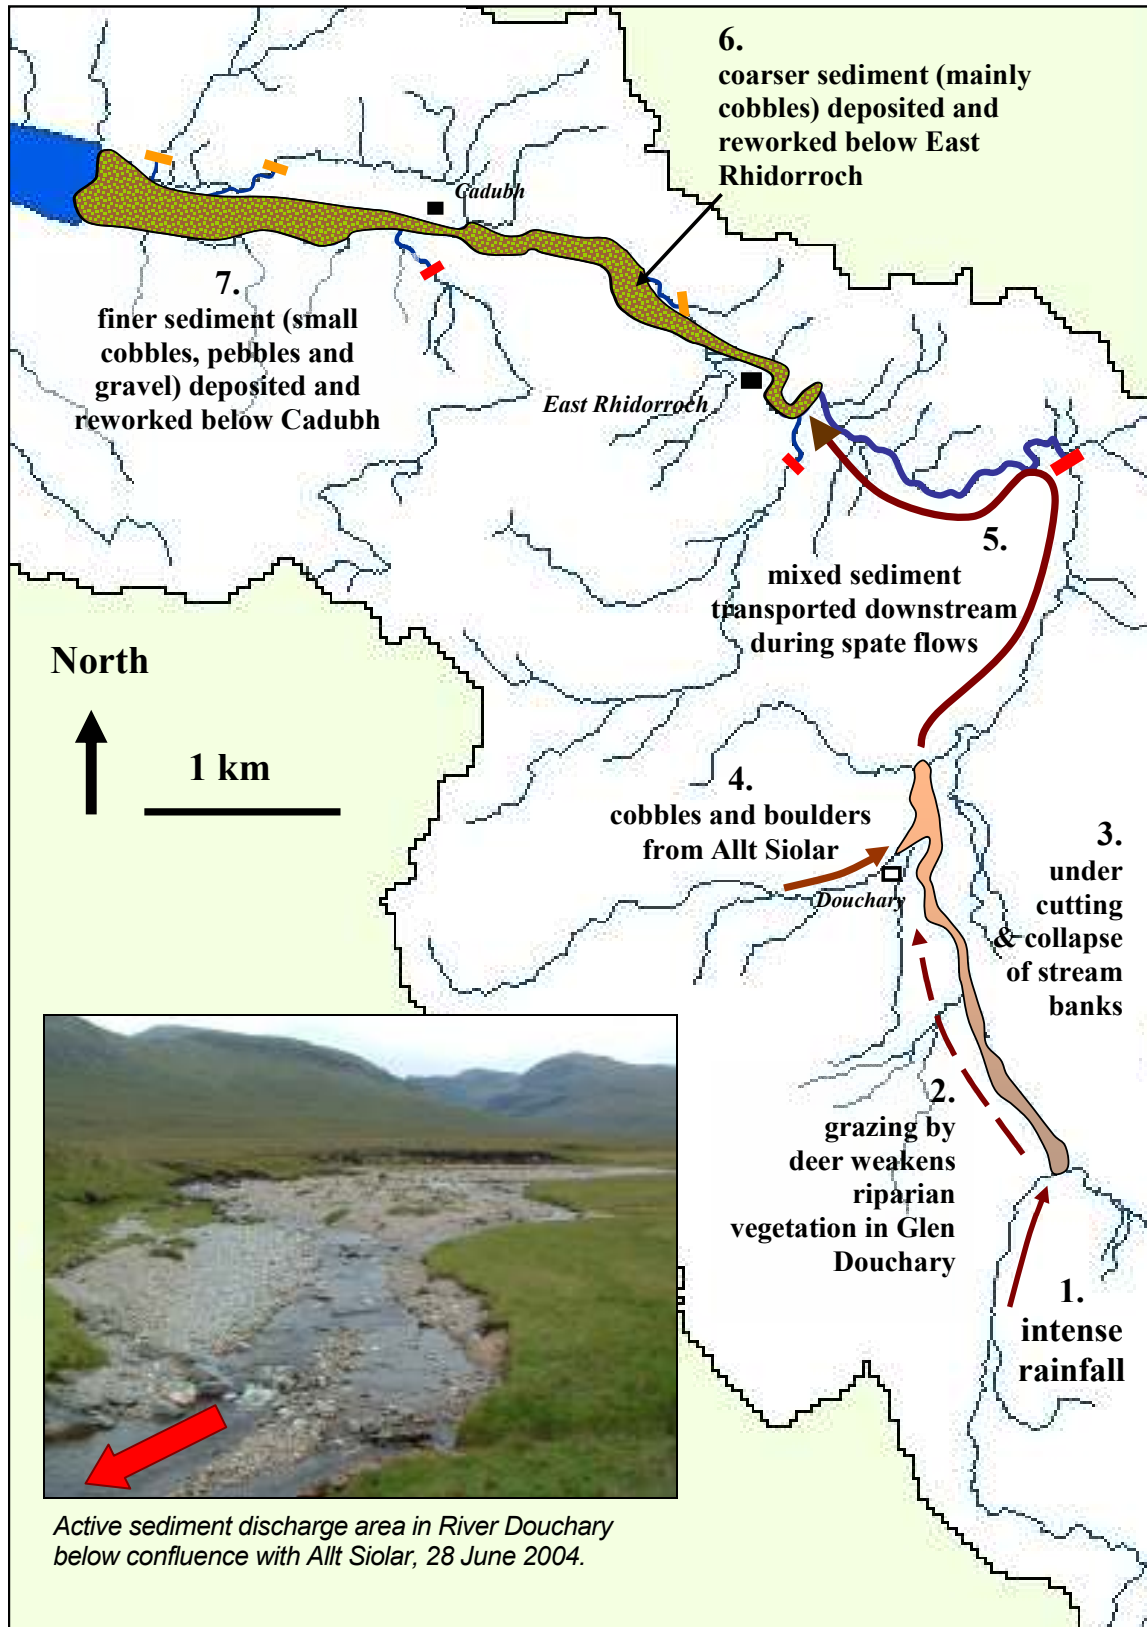 6.
coarser sediment (mainly
cobbles) deposited and
reworked below East
Rhidorroch
Cadubh
7.
finer sediment (small
cobbles, pebbles and
gravel) deposited and
reworked below Cadubh
East Rhidorroch
5.
mixed sediment
transported downstream
during spate flows
North
1 km
4.
cobbles and boulders
from Allt Siolar
Douchary
3.
under
cutting
& collapse
of stream
banks
2.
grazing by
deer weakens
riparian
vegetation in Glen
Douchary
1.
intense
rainfall
Active sediment discharge area in River Douchary
below confluence with Allt Siolar, 28 June 2004.